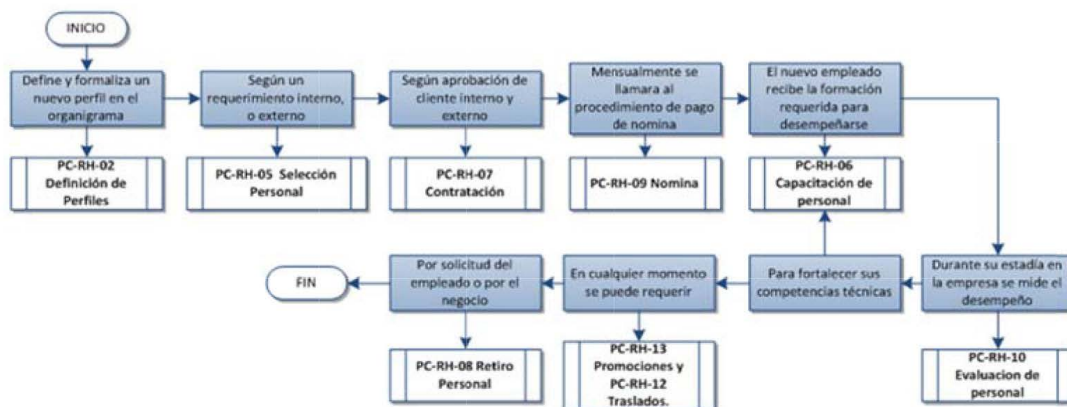 INICIO
Define y formaliza un
nuevo perfil en el
organigrama
Según un
requerimiento interno,
o externo
Según aprobación de
cliente interno y
externo
Mensualmente se
llamara al
procedimiento de pago
de nomina
El nuevo empleado
recibe la formación
requerida para
desempeñarse
PC-RH-02
Definición de
Perfiles
PC-RH-05 Selección
Personal
PC-RH-07
Contratación
PC-RH-09 Nomina
PC-RH-06
Capacitación de
personal
FIN
Por solicitud del
empleado o por el
negocio
En cualquier momento
se puede requerir
Para fortalecer sus
competencias técnicas
Durante su estadía en
la empresa se mide el
desempeño
PC-RH-08 Retiro
Personal
PC-RH-13
Promociones y
PC-RH-12
Traslados.
PC-RH-10
Evaluacion de
personal